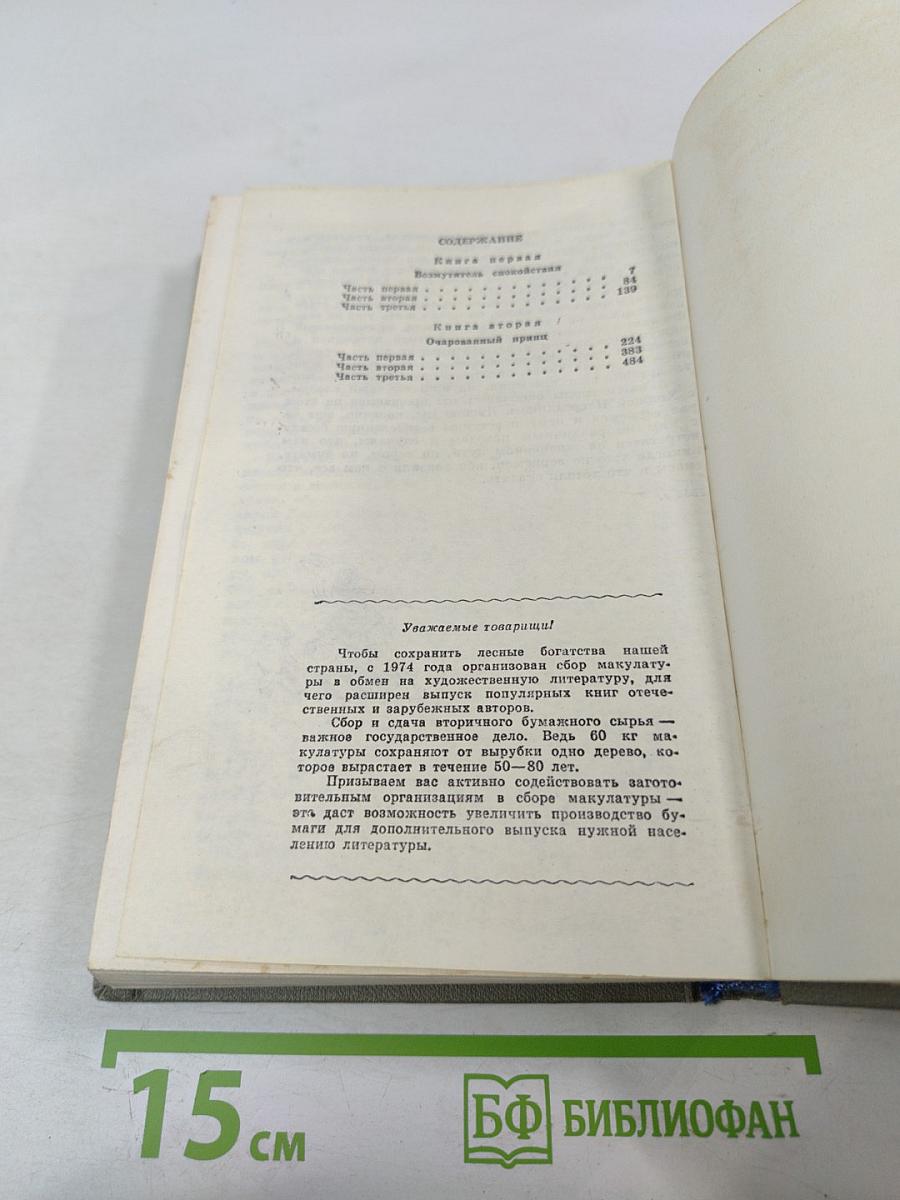 СОДЕРЖАНИЕ
Книга первая
Возмутитель спокойствия
Часть первая . . . . . . . . . . . . . 7
Часть вторая . . . . . . . . . . . . . 84
Часть третья . . . . . . . . . . . . . 139
Книга вторая
Очарованный принц
Часть первая . . . . . . . . . . . . . 224
Часть вторая . . . . . . . . . . . . . 383
Часть третья . . . . . . . . . . . . . 484
Уважаемые товарищи!
Чтобы сохранить лесные богатства нашей
страны, с 1974 года организован сбор макулату-
ры в обмен на художественную литературу, для
чего расширен выпуск популярных книг отече-
ственных и зарубежных авторов.
Сбор и сдача вторичного бумажного сырья —
важное государственное дело. Ведь 60 кг ма-
кулатуры сохраняют от вырубки одно дерево, ко-
торое вырастает в течение 50—80 лет.
Призываем вас активно содействовать загото-
вительным организациям в сборе макулатуры —
это даст возможность увеличить производство бу-
маги для дополнительного выпуска нужной насе-
лению литературы.
15 см
БФ БИБЛИОФАН